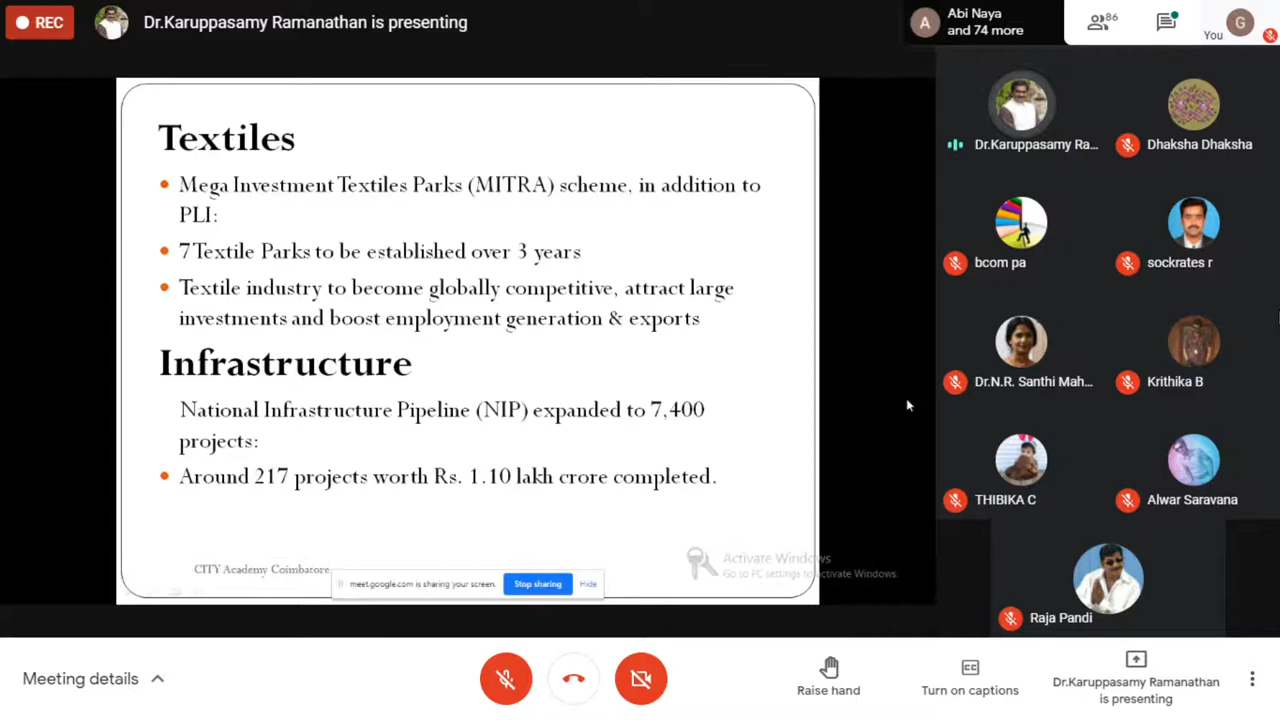 REC
Dr.Karuppasamy Ramanathan is presenting
A
Abi Naya
and 74 more
86
You
G
Textiles
• Mega Investment Textiles Parks (MITRA) scheme, in addition to
PLI:
• 7 Textile Parks to be established over 3 years
• Textile industry to become globally competitive, attract large
investments and boost employment generation & exports
Infrastructure
National Infrastructure Pipeline (NIP) expanded to 7,400
projects:
• Around 217 projects worth Rs. 1.10 lakh crore completed.
CITY Academy Coimbatore.
meet.google.com is sharing your screen.
Stop sharing
Hide
Activate Windows
Go to PC settings to activate Windows.
Dr.Karuppasamy Ra...
Dhaksha Dhaksha
bcom pa
sockrates r
Dr.N.R. Santhi Mah...
Krithika B
THIBIKA C
Alwar Saravana
Raja Pandi
Meeting details
Raise hand
CC
Turn on captions
Dr.Karuppasamy Ramanathan
is presenting